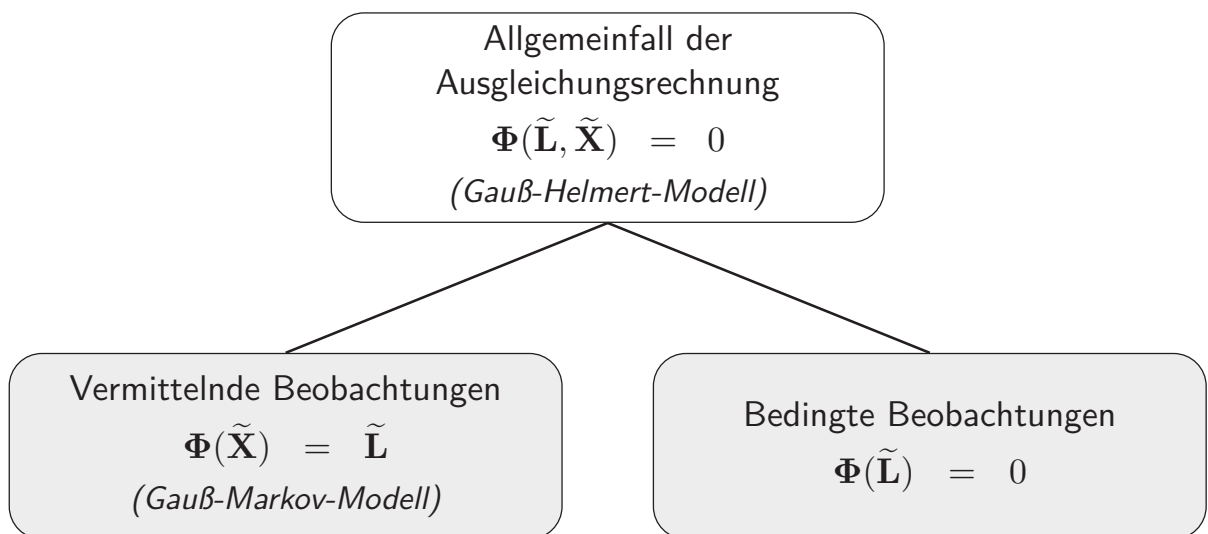 Allgemeinfall der
Ausgleichungsrechnung
Φ(L̃, X̃) = 0
(Gauß-Helmert-Modell)
Vermittelnde Beobachtungen
Φ(X̃) = L̃
(Gauß-Markov-Modell)
Bedingte Beobachtungen
Φ(L̃) = 0